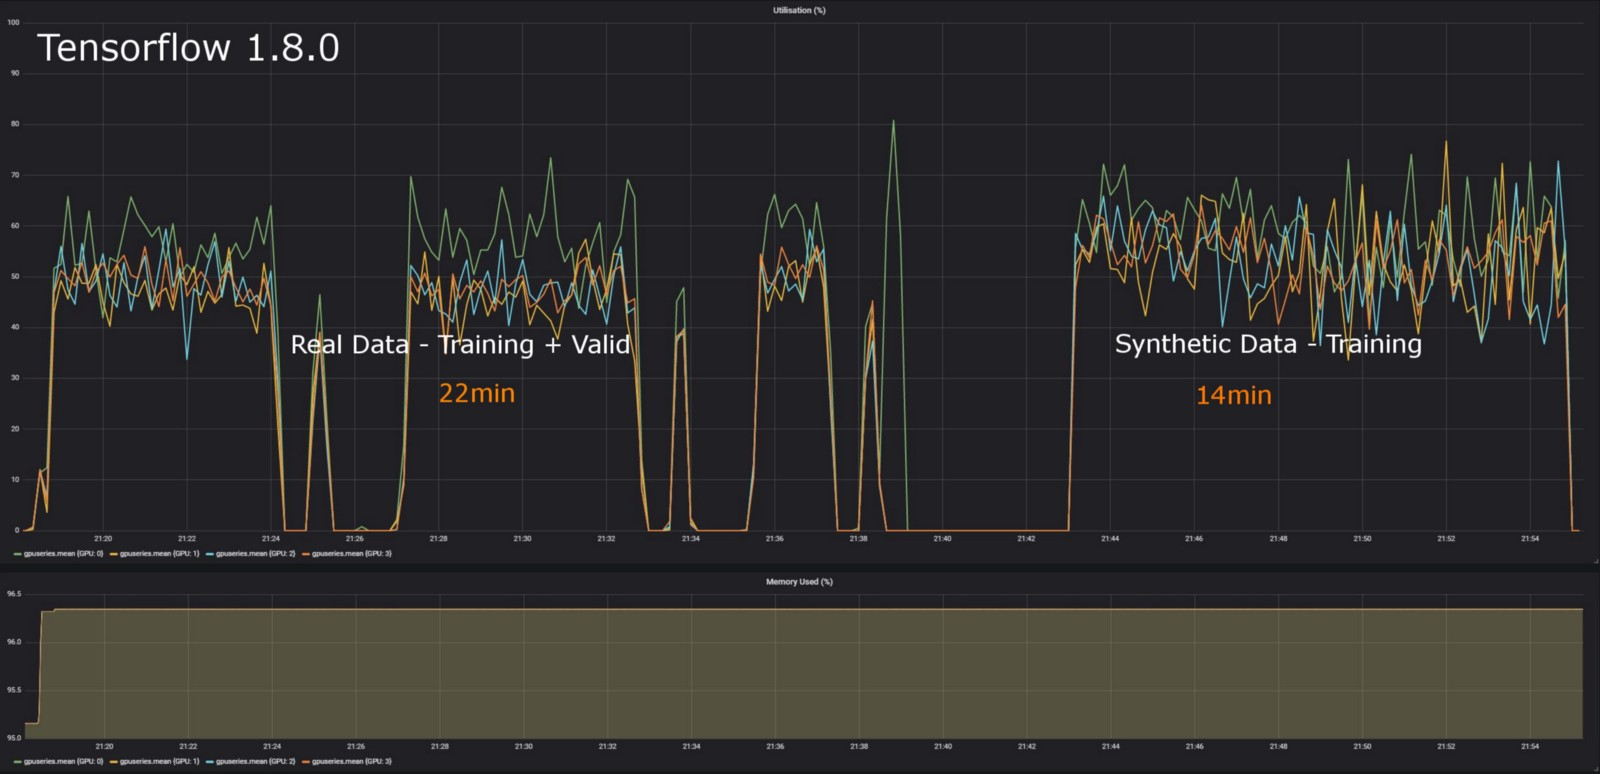 Utilisation (%)
Tensorflow 1.8.0
100
90
80
70
60
50
40
30
20
10
0
Real Data - Training + Valid
22min
Synthetic Data - Training
14min
21:20 21:22 21:24 21:26 21:28 21:30 21:32 21:34 21:36 21:38 21:40 21:42 21:44 21:46 21:48 21:50 21:52 21:54
gpuseries.mean {GPU: 0} gpuseries.mean {GPU: 1} gpuseries.mean {GPU: 2} gpuseries.mean {GPU: 3}
Memory Used (%)
96.5
96.0
95.5
95.0
21:20 21:22 21:24 21:26 21:28 21:30 21:32 21:34 21:36 21:38 21:40 21:42 21:44 21:46 21:48 21:50 21:52 21:54
gpuseries.mean {GPU: 0} gpuseries.mean {GPU: 1} gpuseries.mean {GPU: 2} gpuseries.mean {GPU: 3}